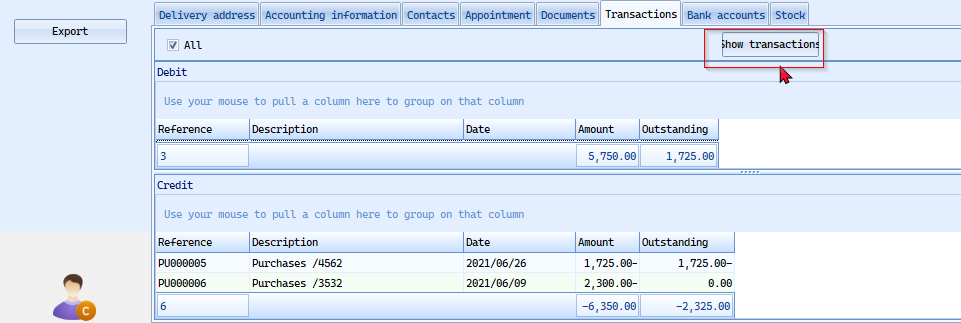 Delivery address Accounting information Contacts Appointment Documents Transactions Bank accounts Stock
Export
All Show transactions
Debit
Use your mouse to pull a column here to group on that column
Reference Description Date Amount Outstanding
3 5,750.00 1,725.00
Credit
Use your mouse to pull a column here to group on that column
Reference Description Date Amount Outstanding
PU000005 Purchases /4562 2021/06/26 1,725.00- 1,725.00-
PU000006 Purchases /3532 2021/06/09 2,300.00- 0.00
6 -6,350.00 -2,325.00
C